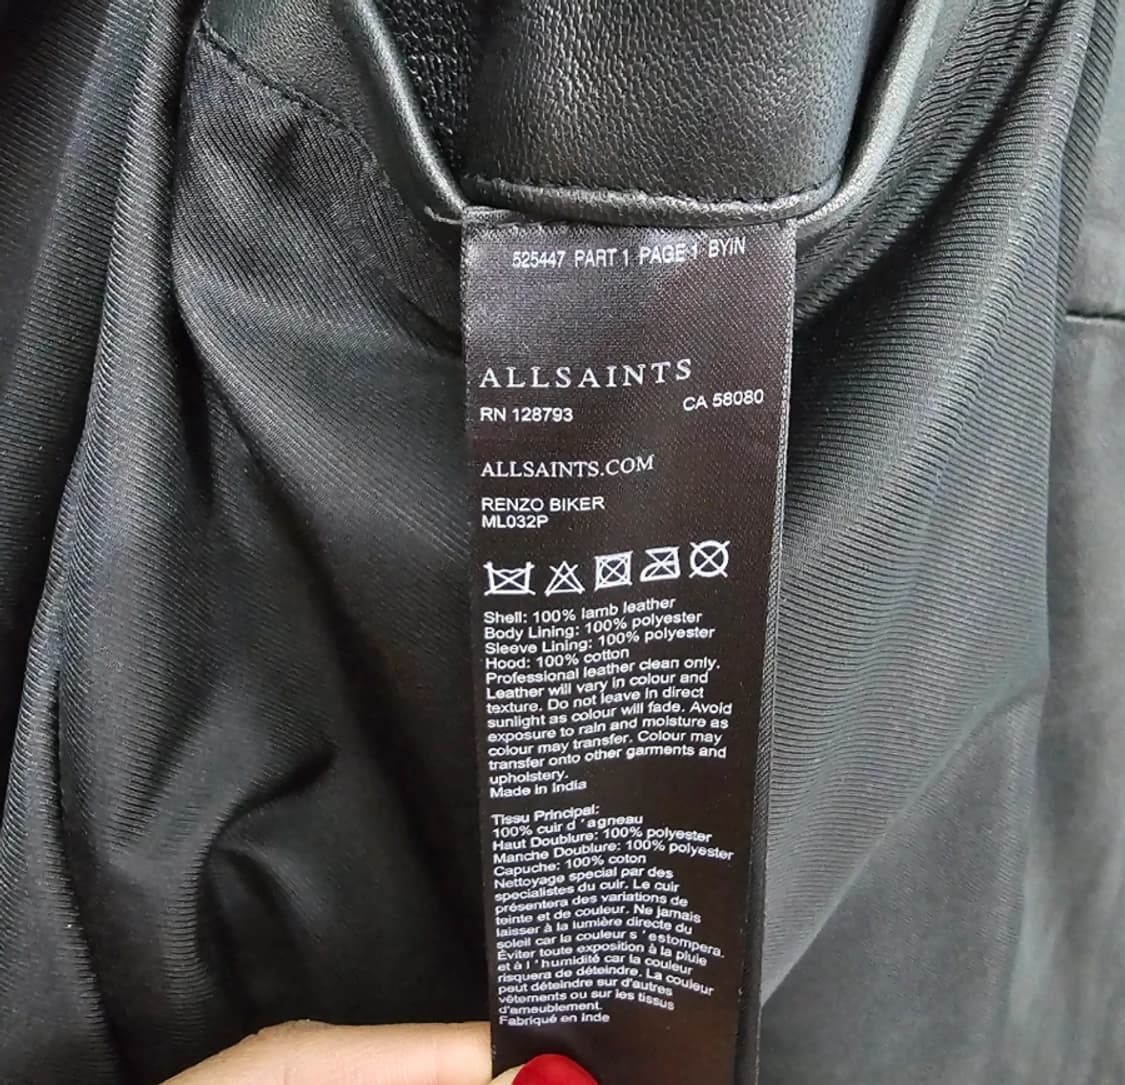 525447 PART 1 PAGE 1 BYIN
ALLSAINTS
RN 128793 CA 58080
ALLSAINTS.COM
RENZO BIKER
ML032P
Shell: 100% lamb leather
Body Lining: 100% polyester
Sleeve Lining: 100% polyester
Hood: 100% cotton
Professional leather clean only.
Leather will vary in colour and
texture. Do not leave in direct
sunlight as colour will fade. Avoid
exposure to rain and moisture as
colour may transfer. Colour may
transfer onto other garments and
upholstery.
Made in India
Tissu Principal:
100% cuir d 'agneau
Haut Doublure: 100% polyester
Manche Doublure: 100% polyester
Capuche: 100% coton
Nettoyage special par des
specialistes du cuir. Le cuir
présentera des variations de
teinte et de couleur. Ne jamais
laisser à la lumière directe du
soleil car la couleur s 'estompera.
Éviter toute exposition à la pluie
et à l 'humidité car la couleur
risquera de déteindre. La couleur
peut déteindre sur d'autres
vêtements ou sur les tissus
d'ameublement.
Fabriqué en Inde